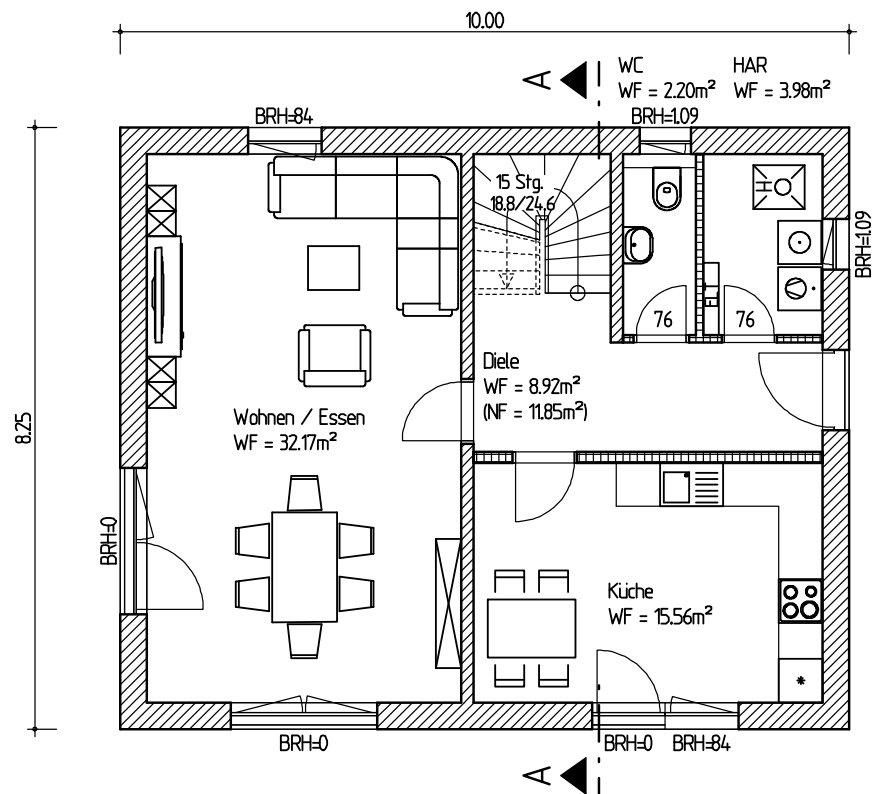 10.00
A
WC
WF = 2.20m²
HAR
WF = 3.98m²
BRH=84
BRH=1.09
15 Stg.
18.8/24.6
H
BRH=1.09
76
76
Diele
WF = 8.92m²
(NF = 11.85m²)
8.25
Wohnen / Essen
WF = 32.17m²
BRH=0
Küche
WF = 15.56m²
*
BRH=0
BRH=0
BRH=84
A